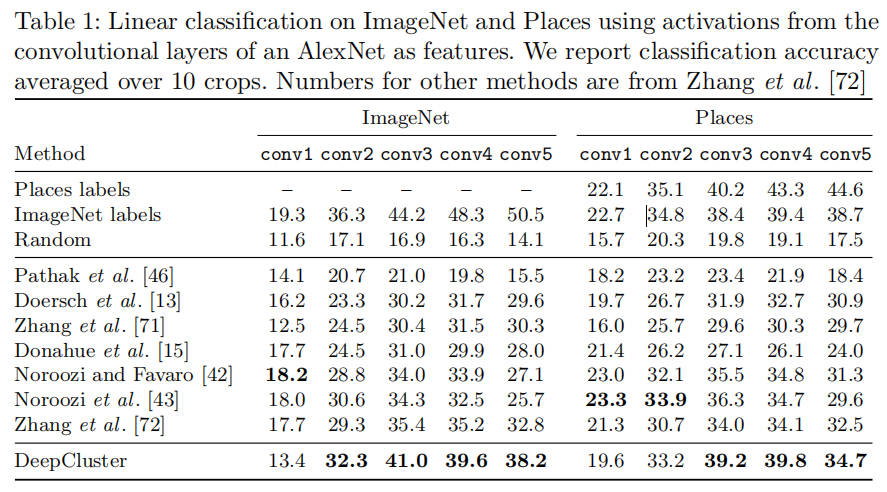 Table 1: Linear classification on ImageNet and Places using activations from the
convolutional layers of an AlexNet as features. We report classification accuracy
averaged over 10 crops. Numbers for other methods are from Zhang et al. [72]
ImageNet Places
Method conv1 conv2 conv3 conv4 conv5 conv1 conv2 conv3 conv4 conv5
Places labels – – – – – 22.1 35.1 40.2 43.3 44.6
ImageNet labels 19.3 36.3 44.2 48.3 50.5 22.7 34.8 38.4 39.4 38.7
Random 11.6 17.1 16.9 16.3 14.1 15.7 20.3 19.8 19.1 17.5
Pathak et al. [46] 14.1 20.7 21.0 19.8 15.5 18.2 23.2 23.4 21.9 18.4
Doersch et al. [13] 16.2 23.3 30.2 31.7 29.6 19.7 26.7 31.9 32.7 30.9
Zhang et al. [71] 12.5 24.5 30.4 31.5 30.3 16.0 25.7 29.6 30.3 29.7
Donahue et al. [15] 17.7 24.5 31.0 29.9 28.0 21.4 26.2 27.1 26.1 24.0
Noroozi and Favaro [42] 18.2 28.8 34.0 33.9 27.1 23.0 32.1 35.5 34.8 31.3
Noroozi et al. [43] 18.0 30.6 34.3 32.5 25.7 23.3 33.9 36.3 34.7 29.6
Zhang et al. [72] 17.7 29.3 35.4 35.2 32.8 21.3 30.7 34.0 34.1 32.5
DeepCluster 13.4 32.3 41.0 39.6 38.2 19.6 33.2 39.2 39.8 34.7